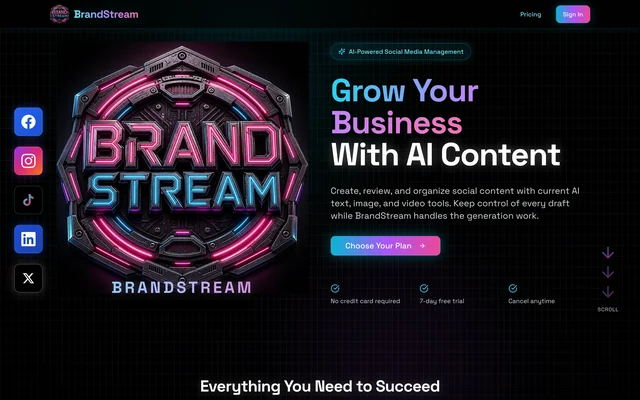 BrandStream
Pricing
Sign In
AI-Powered Social Media Management
BRAND
STREAM
BRANDSTREAM
Grow Your
Business
With AI Content
Create, review, and organize social content with current AI
text, image, and video tools. Keep control of every draft
while BrandStream handles the generation work.
Choose Your Plan
No credit card required
7-day free trial
Cancel anytime
SCROLL
Everything You Need to Succeed